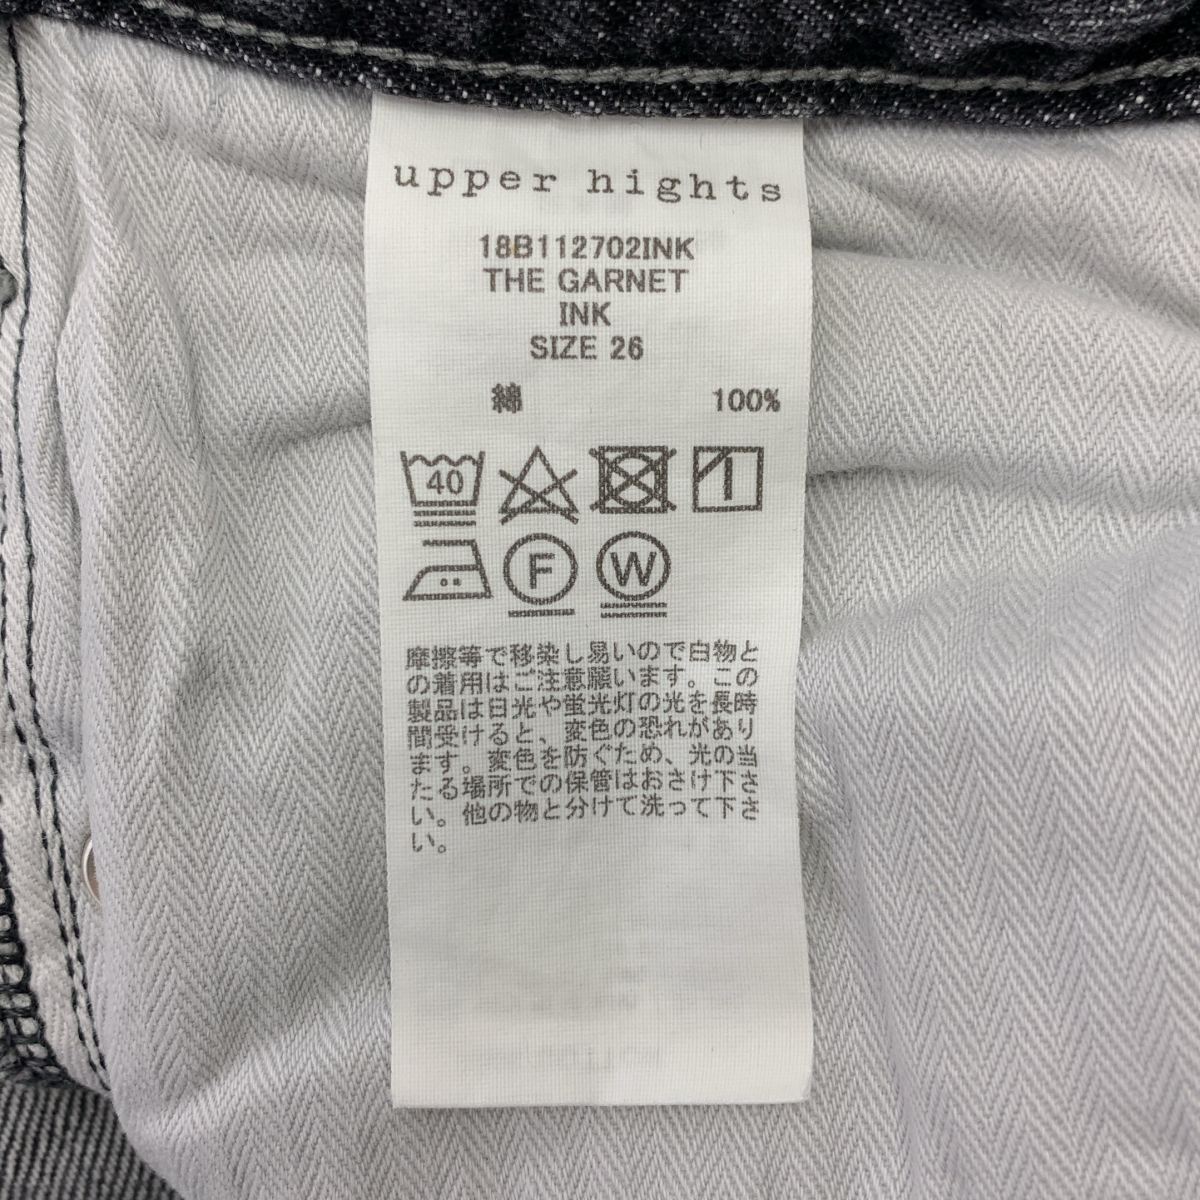 upper hights
18B112702INK
THE GARNET
INK
SIZE 26
綿 100%
40
F W
摩擦等で移染し易いので白物と
の着用はご注意願います。この
製品は日光や蛍光灯の光を長時
間受けると、変色の恐れがあり
ます。変色を防ぐため、光の当
たる場所での保管はおさけ下さ
い。他の物と分けて洗って下さ
い。